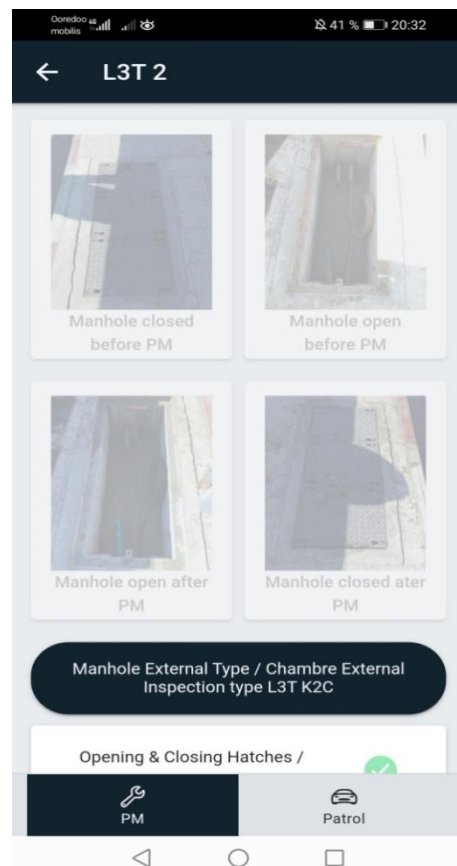 Ooredoo 4G
mobilis
41 % 20:32
L3T 2
Manhole closed
before PM
Manhole open
before PM
Manhole open after
PM
Manhole closed ater
PM
Manhole External Type / Chambre External
Inspection type L3T K2C
Opening & Closing Hatches /
PM
Patrol